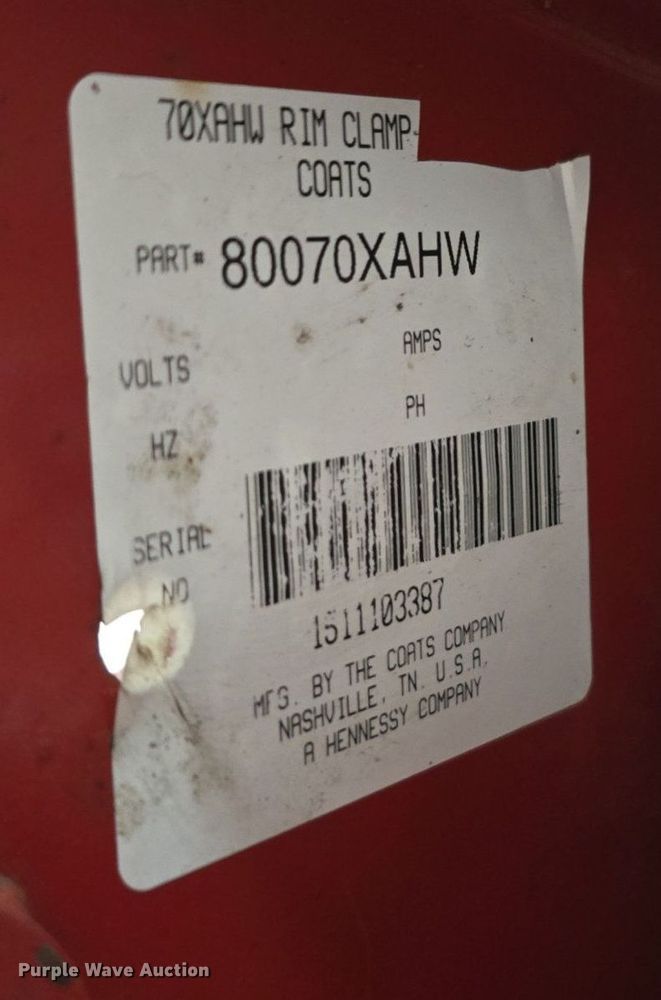 70XAHW RIM CLAMP-
COATS
PART# 80070XAHW
AMPS
VOLTS
PH
HZ
SERIAL
NO
1511103387
MFG. BY THE COATS COMPANY
NASHVILLE, TN. U.S.A.
A HENNESSY COMPANY
Purple Wave Auction